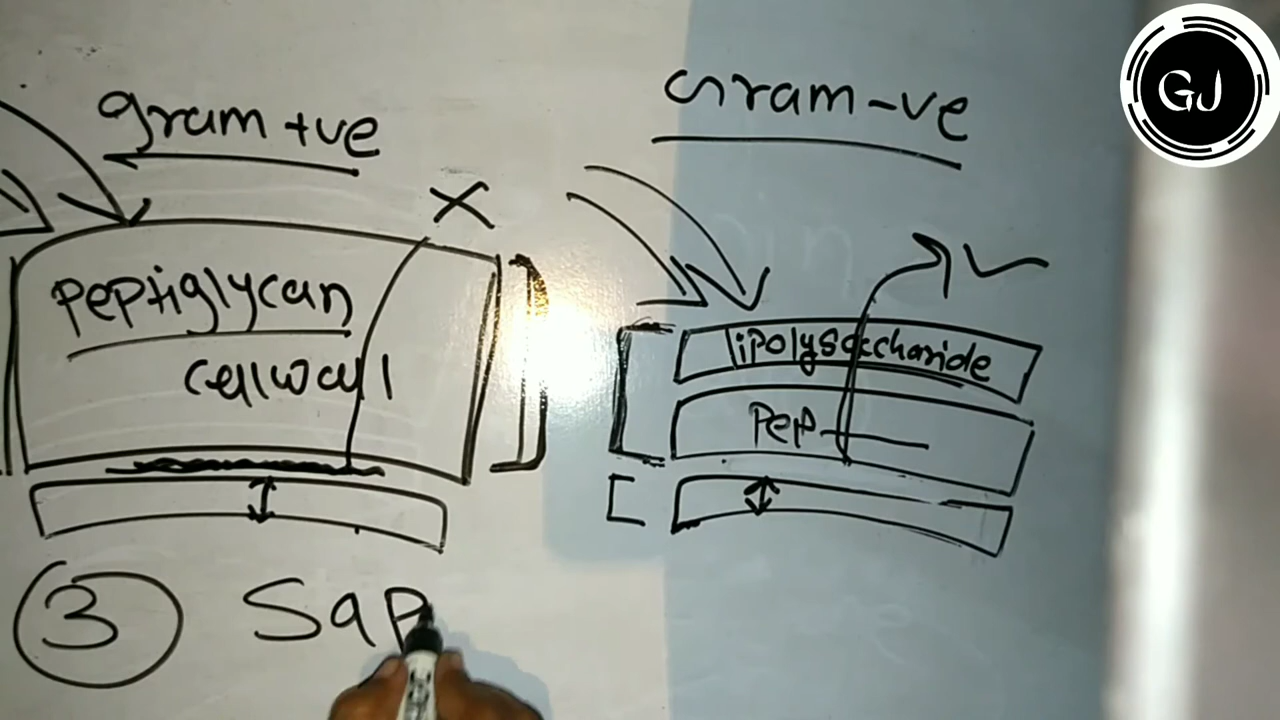 gram +ve
Gram -ve
Peptiglycan
cellwall
lipolysaccharide
Pep
3 Sap
GJ